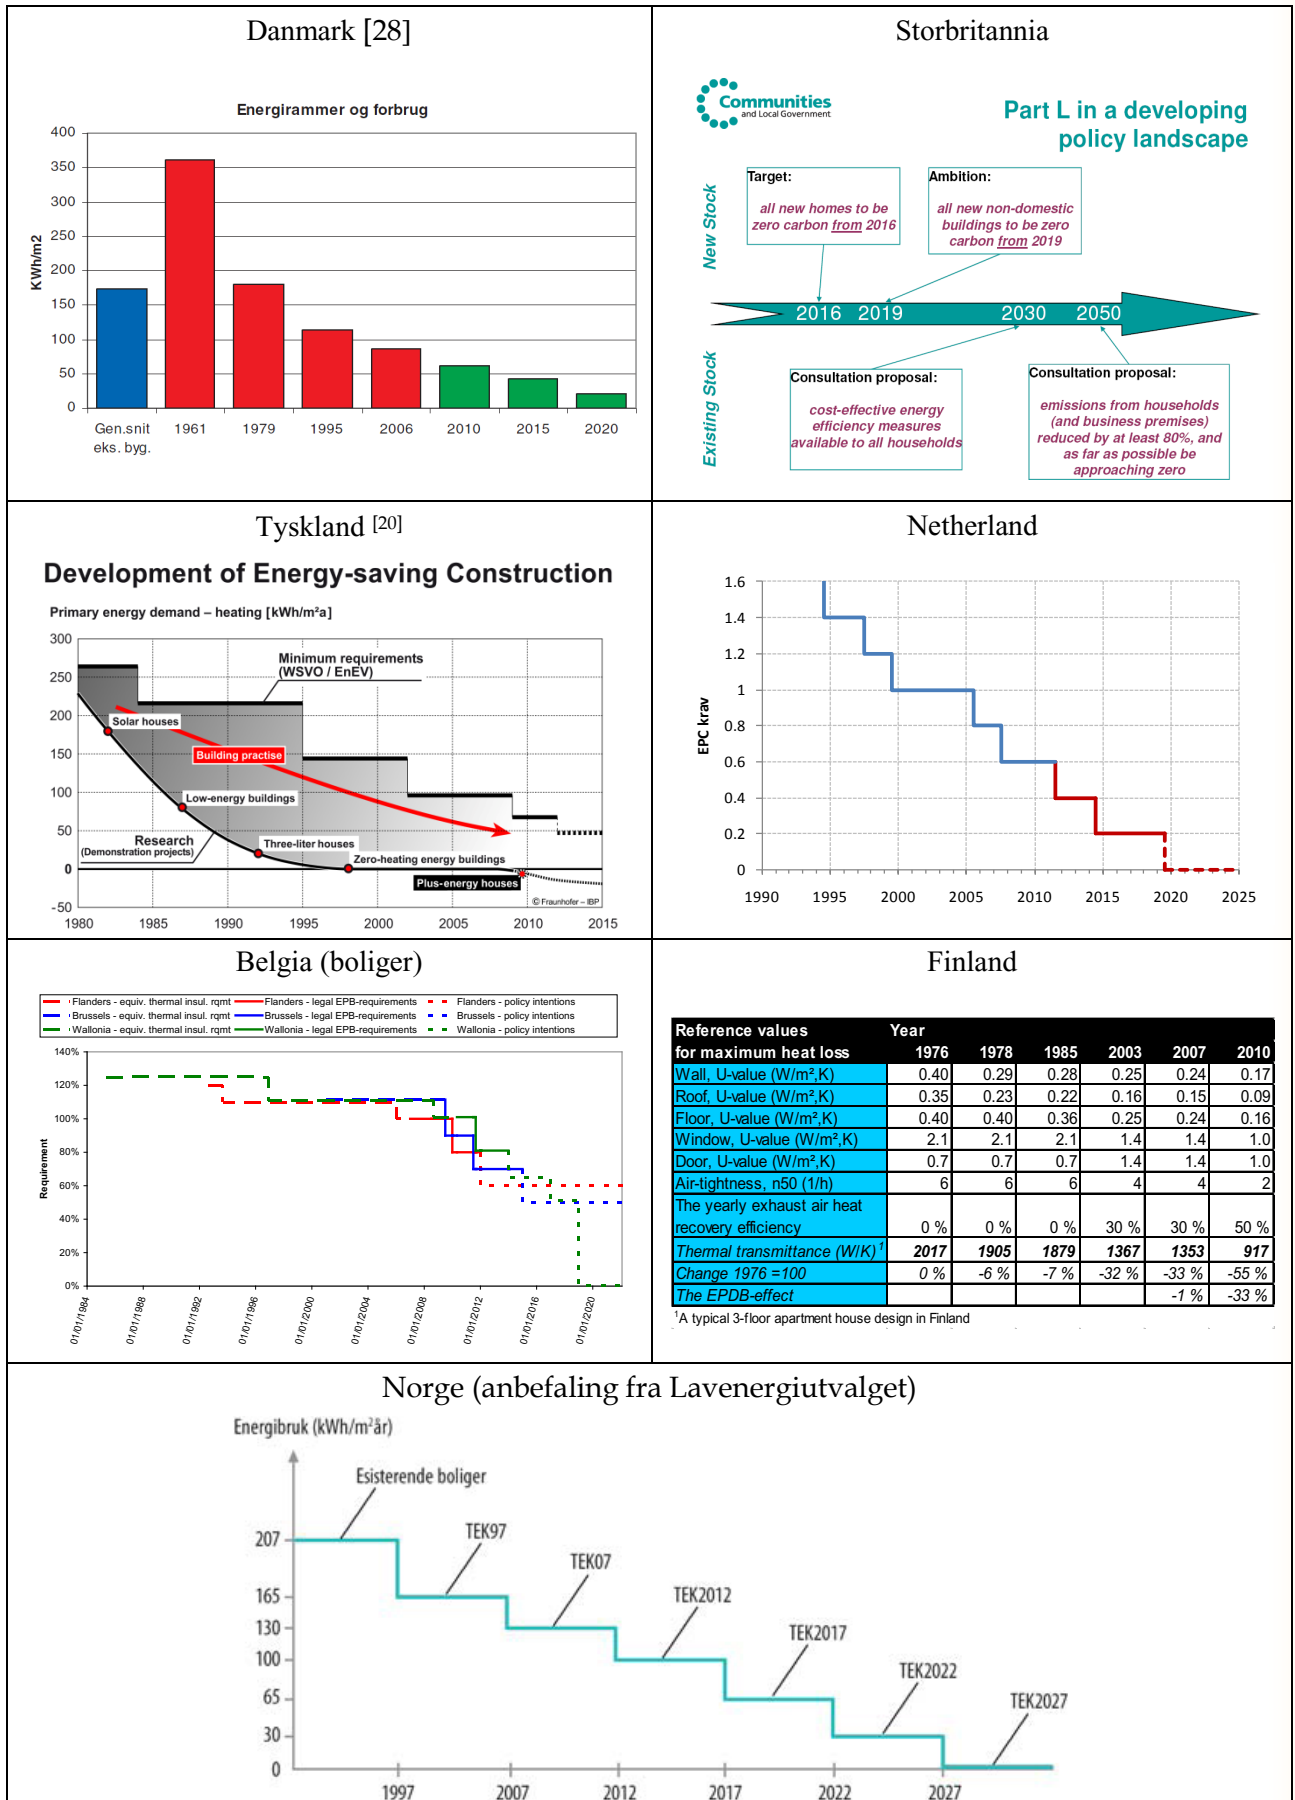 Danmark [28]
Energirammer og forbrug
KWh/m2
400
350
300
250
200
150
100
50
0
Gen.snit eks. byg.
1961
1979
1995
2006
2010
2015
2020
Storbritannia
Communities
and Local Government
Part L in a developing
policy landscape
New Stock
Target:
all new homes to be
zero carbon from 2016
Ambition:
all new non-domestic
buildings to be zero
carbon from 2019
2016 2019 2030 2050
Existing Stock
Consultation proposal:
cost-effective energy
efficiency measures
available to all households
Consultation proposal:
emissions from households
(and business premises)
reduced by at least 80%, and
as far as possible be
approaching zero
Tyskland [20]
Development of Energy-saving Construction
Primary energy demand – heating [kWh/m²a]
300
250
200
150
100
50
0
-50
Minimum requirements
(WSVO / EnEV)
Solar houses
Building practise
Low-energy buildings
Research
(Demonstration projects)
Three-liter houses
Zero-heating energy buildings
Plus-energy houses
© Fraunhofer – IBP
1980 1985 1990 1995 2000 2005 2010 2015
Netherland
EPC krav
1.6
1.4
1.2
1
0.8
0.6
0.4
0.2
0
1990 1995 2000 2005 2010 2015 2020 2025
Belgia (boliger)
Flanders - equiv. thermal insul. rqmt Flanders - legal EPB-requirements Flanders - policy intentions
Brussels - equiv. thermal insul. rqmt Brussels - legal EPB-requirements Brussels - policy intentions
Wallonia - equiv. thermal insul. rqmt Wallonia - legal EPB-requirements Wallonia - policy intentions
Requirement
140%
120%
100%
80%
60%
40%
20%
0%
01/01/1984
01/01/1988
01/01/1992
01/01/1996
01/01/2000
01/01/2004
01/01/2008
01/01/2012
01/01/2016
01/01/2020
Finland
Reference values Year
for maximum heat loss 1976 1978 1985 2003 2007 2010
Wall, U-value (W/m²,K) 0.40 0.29 0.28 0.25 0.24 0.17
Roof, U-value (W/m²,K) 0.35 0.23 0.22 0.16 0.15 0.09
Floor, U-value (W/m²,K) 0.40 0.40 0.36 0.25 0.24 0.16
Window, U-value (W/m²,K) 2.1 2.1 2.1 1.4 1.4 1.0
Door, U-value (W/m²,K) 0.7 0.7 0.7 1.4 1.4 1.0
Air-tightness, n50 (1/h) 6 6 6 4 4 2
The yearly exhaust air heat
recovery efficiency 0 % 0 % 0 % 30 % 30 % 50 %
Thermal transmittance (W/K)1 2017 1905 1879 1367 1353 917
Change 1976 =100 0 % -6 % -7 % -32 % -33 % -55 %
The EPDB-effect -1 % -33 %
1A typical 3-floor apartment house design in Finland
Norge (anbefaling fra Lavenergiutvalget)
Energibruk (kWh/m²år)
Esisterende boliger
TEK97
TEK07
TEK2012
TEK2017
TEK2022
TEK2027
207
165
130
100
65
30
0
1997 2007 2012 2017 2022 2027